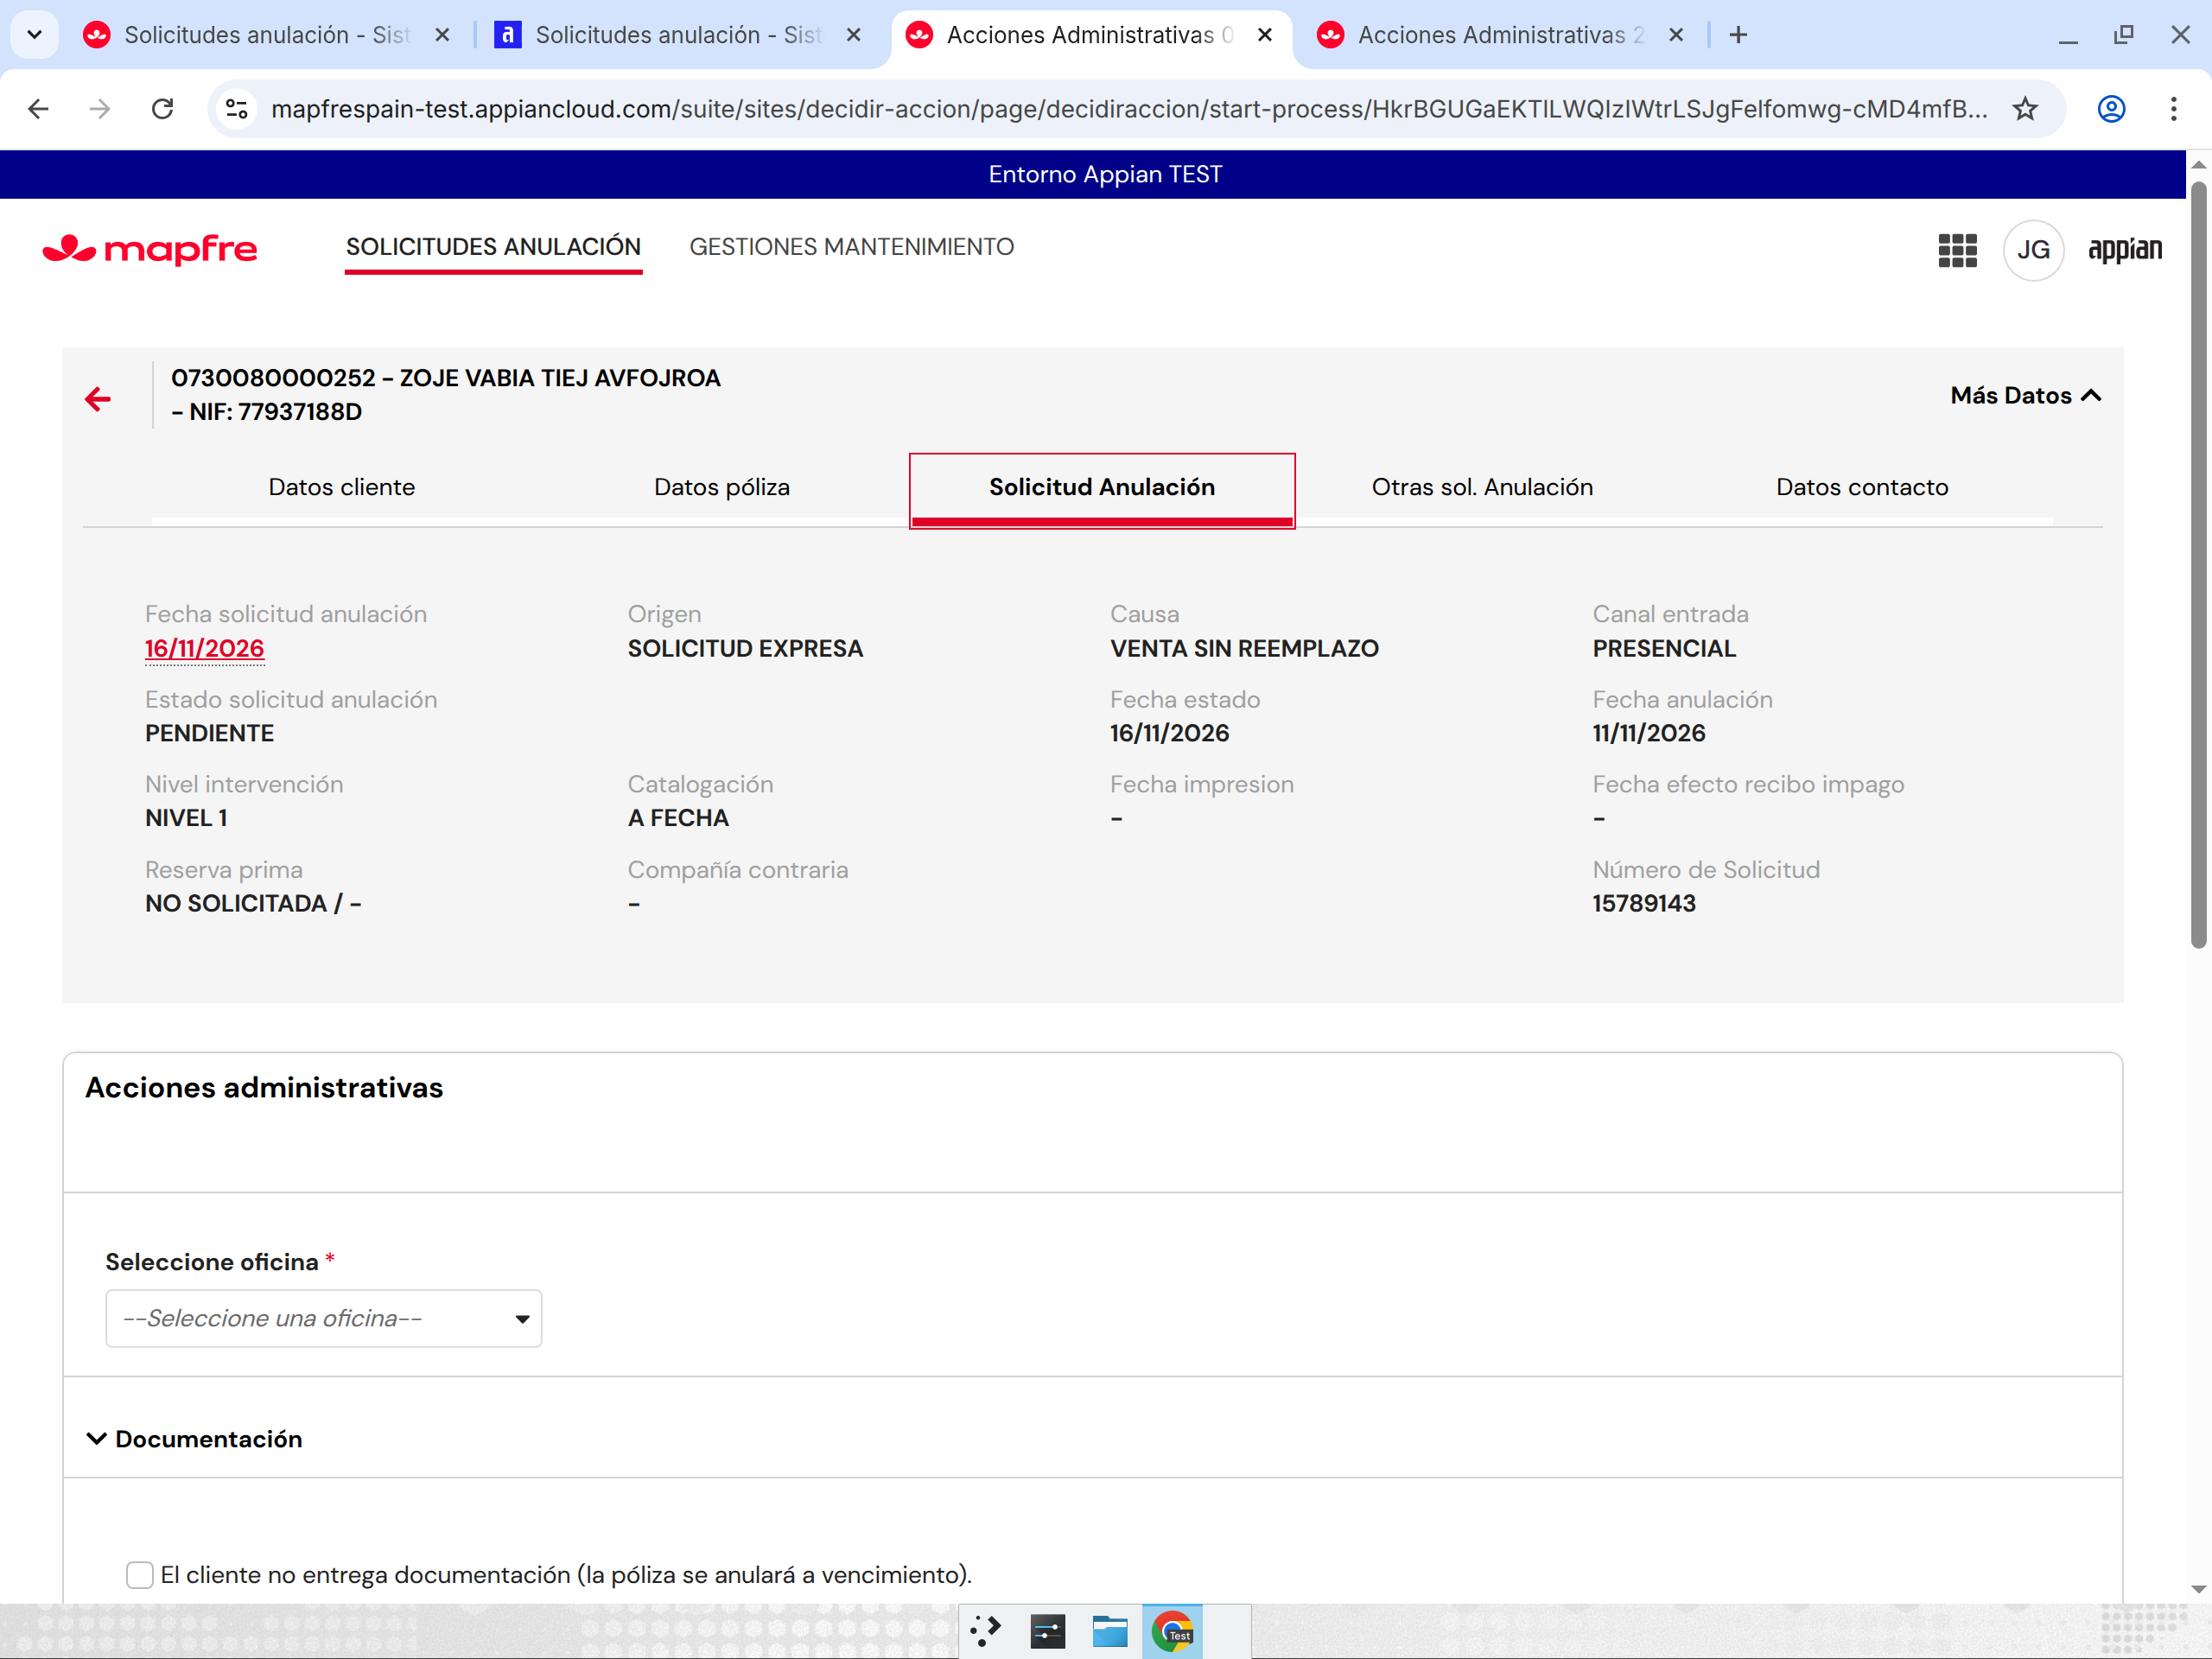 Solicitudes anulación - Sist
Solicitudes anulación - Sist
Acciones Administrativas 0
Acciones Administrativas 2
mapfrespain-test.appiancloud.com/suite/sites/decidir-accion/page/decidiraccion/start-process/HkrBGUGaEKTlLWQIzIWtrLSJgFelfomwg-cMD4mfB...
Entorno Appian TEST
mapfre
SOLICITUDES ANULACIÓN
GESTIONES MANTENIMIENTO
JG
appian
0730080000252 - ZOJE VABIA TIEJ AVFOJROA
- NIF: 77937188D
Más Datos
Datos cliente
Datos póliza
Solicitud Anulación
Otras sol. Anulación
Datos contacto
Fecha solicitud anulación
16/11/2026
Origen
SOLICITUD EXPRESA
Causa
VENTA SIN REEMPLAZO
Canal entrada
PRESENCIAL
Estado solicitud anulación
PENDIENTE
Fecha estado
16/11/2026
Fecha anulación
11/11/2026
Nivel intervención
NIVEL 1
Catalogación
A FECHA
Fecha impresion
-
Fecha efecto recibo impago
-
Reserva prima
NO SOLICITADA / -
Compañía contraria
-
Número de Solicitud
15789143
Acciones administrativas
Seleccione oficina *
--Seleccione una oficina--
Documentación
El cliente no entrega documentación (la póliza se anulará a vencimiento).
Test